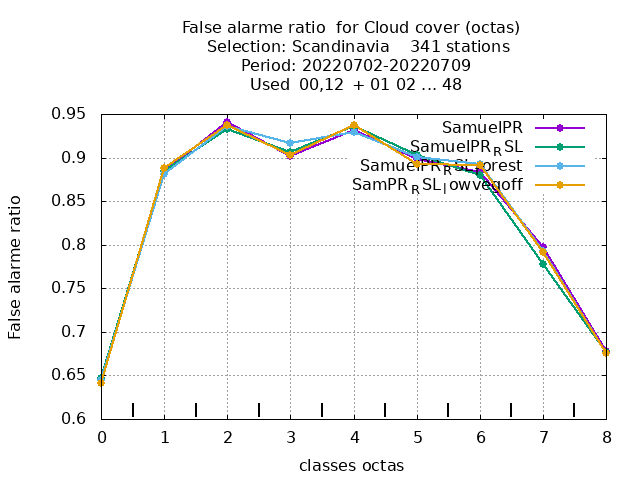 False alarme ratio  for Cloud cover (octas)
Selection: Scandinavia    341 stations
Period: 20220702-20220709
Used  00,12  + 01 02 ... 48
0.95
0.9
0.85
0.8
0.75
0.7
0.65
0.6
False alarme ratio
SamuelPR
SamuelPR_RSL
SamuelPR_RSL
SamPR_RSL_lowvenoff
0 1 2 3 4 5 6 7 8
classes octas